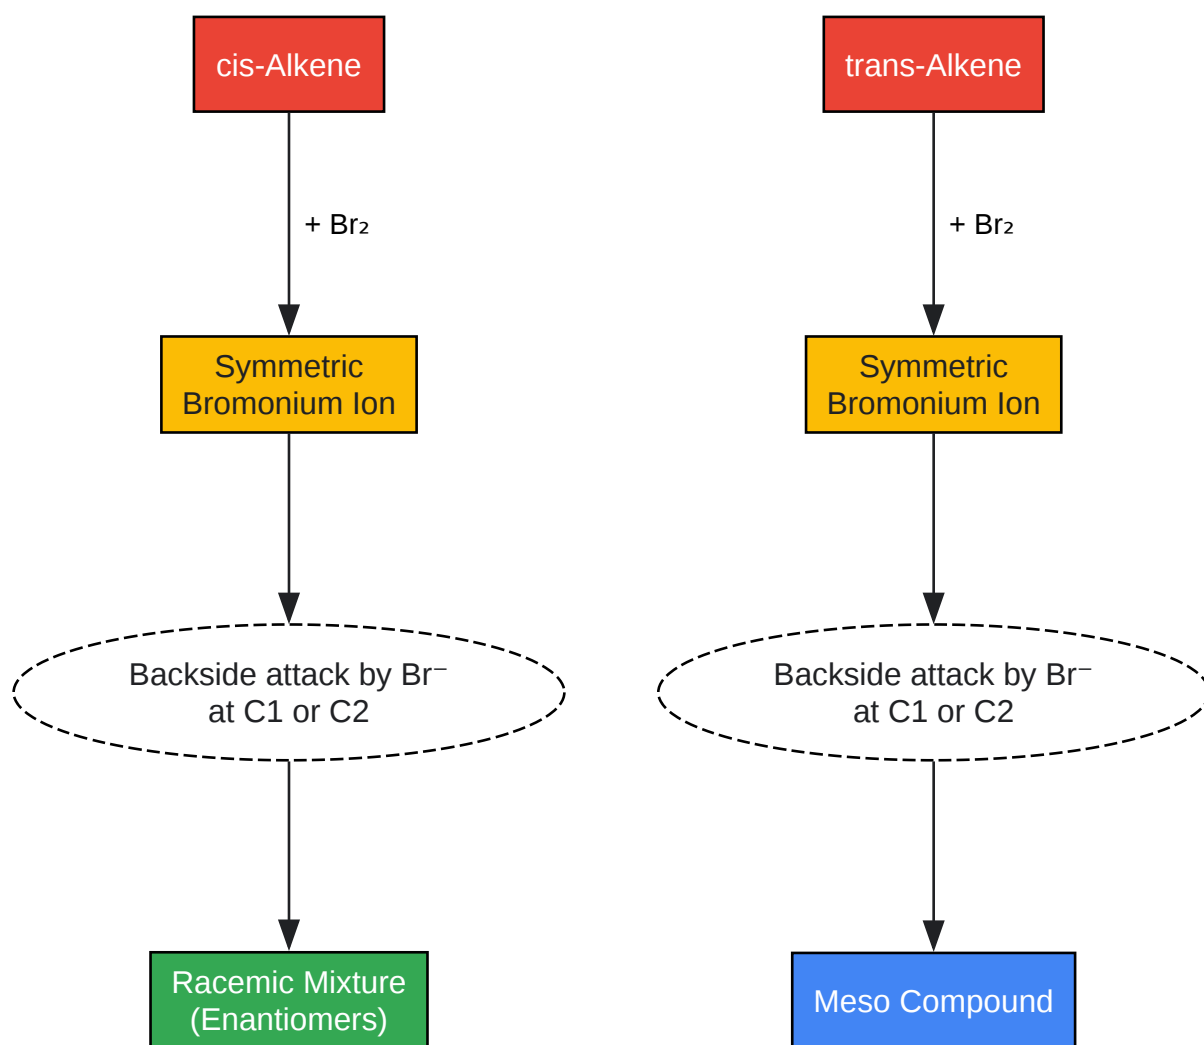 cis-Alkene
+ Br₂
Symmetric
Bromonium Ion
Backside attack by Br⁻
at C1 or C2
Racemic Mixture
(Enantiomers)
trans-Alkene
+ Br₂
Symmetric
Bromonium Ion
Backside attack by Br⁻
at C1 or C2
Meso Compound